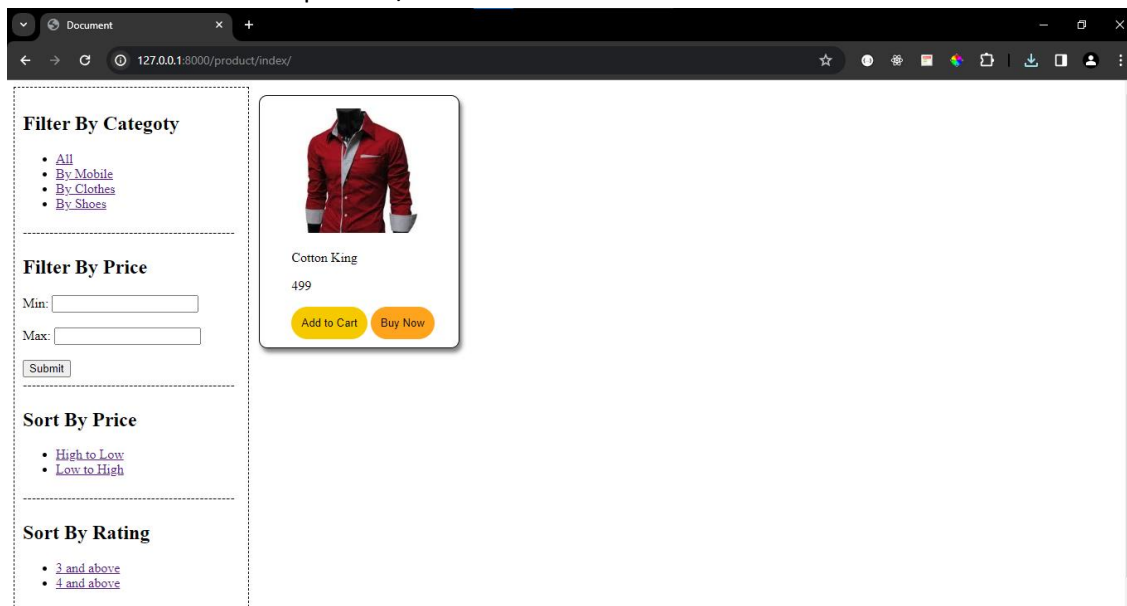 Document
127.0.0.1:8000/product/index/
Filter By Categoty
All
By Mobile
By Clothes
By Shoes
Filter By Price
Min:
Max:
Submit
Sort By Price
High to Low
Low to High
Sort By Rating
3 and above
4 and above
Cotton King
499
Add to Cart Buy Now